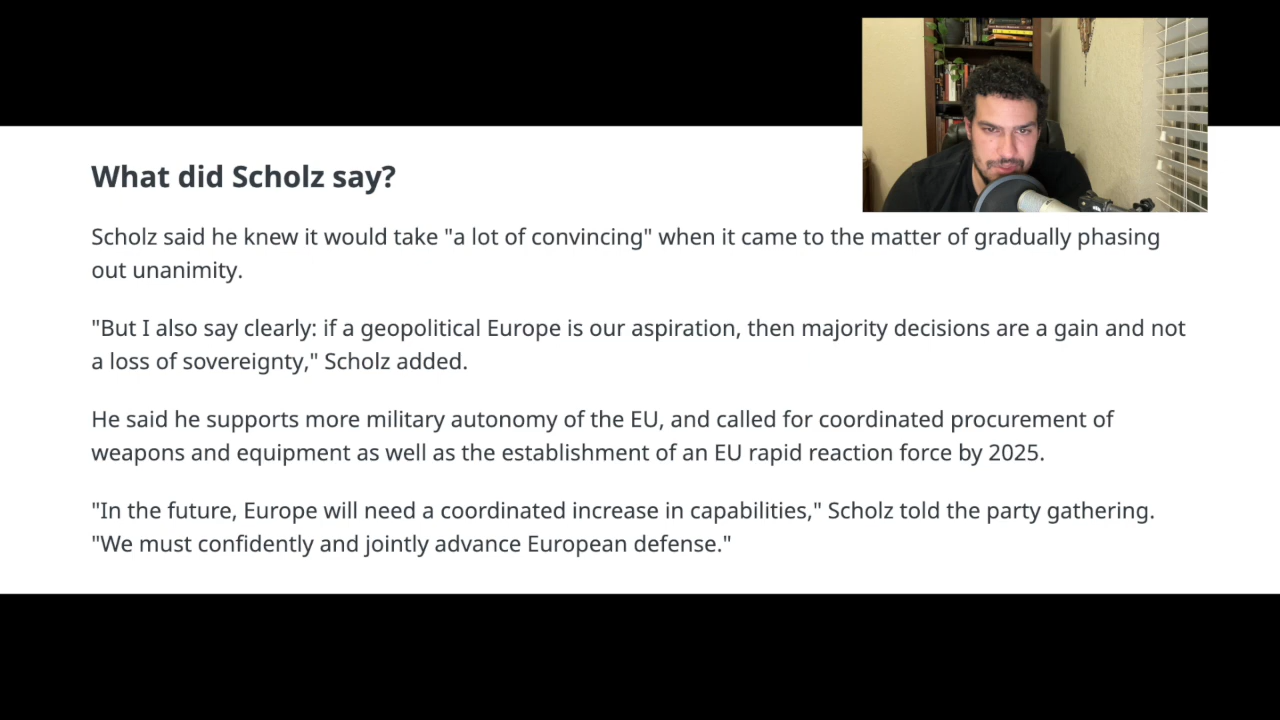 What did Scholz say?
Scholz said he knew it would take "a lot of convincing" when it came to the matter of gradually phasing
out unanimity.
"But I also say clearly: if a geopolitical Europe is our aspiration, then majority decisions are a gain and not
a loss of sovereignty," Scholz added.
He said he supports more military autonomy of the EU, and called for coordinated procurement of
weapons and equipment as well as the establishment of an EU rapid reaction force by 2025.
"In the future, Europe will need a coordinated increase in capabilities," Scholz told the party gathering.
"We must confidently and jointly advance European defense."